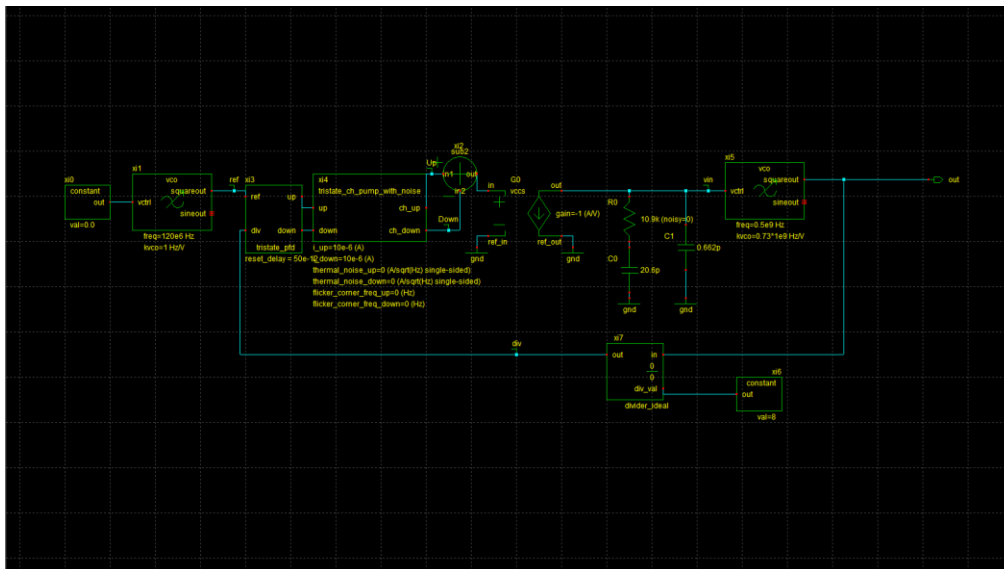 xi0
constant
out
val=0.0
xi1
vco
squareout
vctrl
sineout
freq=120e6 Hz
kvco=1 Hz/V
ref
xi3
ref
up
div
down
tristate_pfd
reset_delay = 50e-12
xi4
tristate_ch_pump_with_noise
up
ch_up
down
ch_down
i_up=10e-6 (A)
down=10e-6 (A)
thermal_noise_up=0 (A/sqrt(Hz) single-sided)
thermal_noise_down=0 (A/sqrt(Hz) single-sided)
flicker_corner_freq_up=0 (Hz)
flicker_corner_freq_down=0 (Hz)
Up
Down
xi2
sub2
in1
out
in2
in
G0
vccs
ref_in
gnd
out
gain=-1 (A/V)
ref_out
gnd
:R0
10.9k (noisy=0)
:C0
20.6p
gnd
C1
0.662p
gnd
vin
xi5
vco
squareout
vctrl
sineout
freq=0.5e9 Hz
kvco=0.73*1e9 Hz/V
out
div
xi7
out
in
0
0
div_val
divider_ideal
xi6
constant
out
val=8